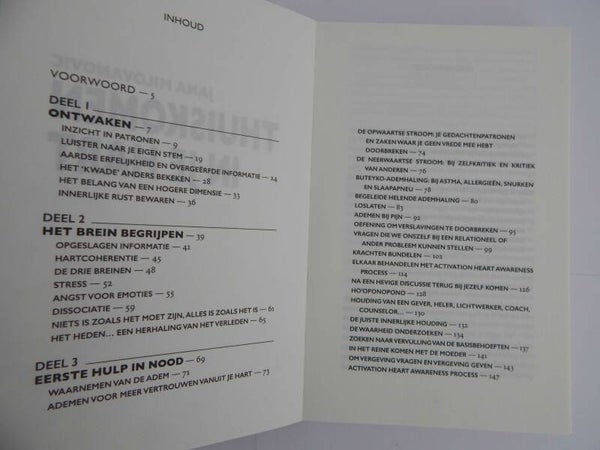 INHOUD
VOORWOORD — 5
DEEL 1
ONTWAKEN — 7
INZICHT IN PATRONEN — 9
LUISTER NAAR JE EIGEN STEM — 19
AARDSE ERFELIJKHEID EN OVERGEERFDE INFORMATIE — 24
HET 'KWADE' ANDERS BEKEKEN — 28
HET BELANG VAN EEN HOGERE DIMENSIE — 33
INNERLIJKE RUST BEWAREN — 36
DEEL 2
HET BREIN BEGRIJPEN — 39
OPGESLAGEN INFORMATIE — 41
HARTCOHERENTIE — 45
DE DRIE BREINEN — 48
STRESS — 52
ANGST VOOR EMOTIES — 55
DISSOCIATIE — 59
NIETS IS ZOALS HET MOET ZIJN, ALLES IS ZOALS HET IS — 61
HET HEDEN... EEN HERHALING VAN HET VERLEDEN — 65
DEEL 3
EERSTE HULP IN NOOD — 69
WAARNEMEN VAN DE ADEM — 71
ADEMEN VOOR MEER VERTROUWEN VANUIT JE HART — 73
DE OPWAARTSE STROOM: JE GEDACHTENPATRONEN
EN ZAKEN WAAR JE GEEN VREDE MEE HEBT
DOORBREKEN — 74
DE NEERWAARTSE STROOM: BIJ ZELFKRITIEK EN KRITIEK
VAN ANDEREN — 76
BUTEYKO-ADEMHALING: BIJ ASTMA, ALLERGIEËN, SNURKEN
EN SLAAPAPNEU — 78
BEGELEIDE HELENDE ADEMHALING — 80
LOSLATEN — 83
ADEMEN BIJ PIJN — 92
OEFENING OM VERSLAVINGEN TE DOORBREKEN — 95
VRAGEN DIE WE ONSZELF BIJ EEN RELATIONEEL OF
ANDER PROBLEEM KUNNEN STELLEN — 99
KRACHTEN BUNDELEN — 102
ELKAAR BEHANDELEN MET ACTIVATION HEART AWARENESS
PROCESS — 114
NA EEN HEVIGE DISCUSSIE TERUG BIJ JEZELF KOMEN — 126
HO'OPONOPONO — 128
HOUDING VAN EEN GEVER, HELER, LICHTWERKER, COACH,
COUNSELOR... — 130
DE JUISTE INNERLIJKE HOUDING — 132
DE WAARHEID ONDERZOEKEN — 134
ZOEKEN NAAR VERVULLING VAN DE BASISBEHOEFTEN — 137
IN HET REINE KOMEN MET DE MOEDER — 141
OM VERGEVING VRAGEN EN VERGEVING GEVEN — 143
ACTIVATION HEART AWARENESS PROCESS — 147